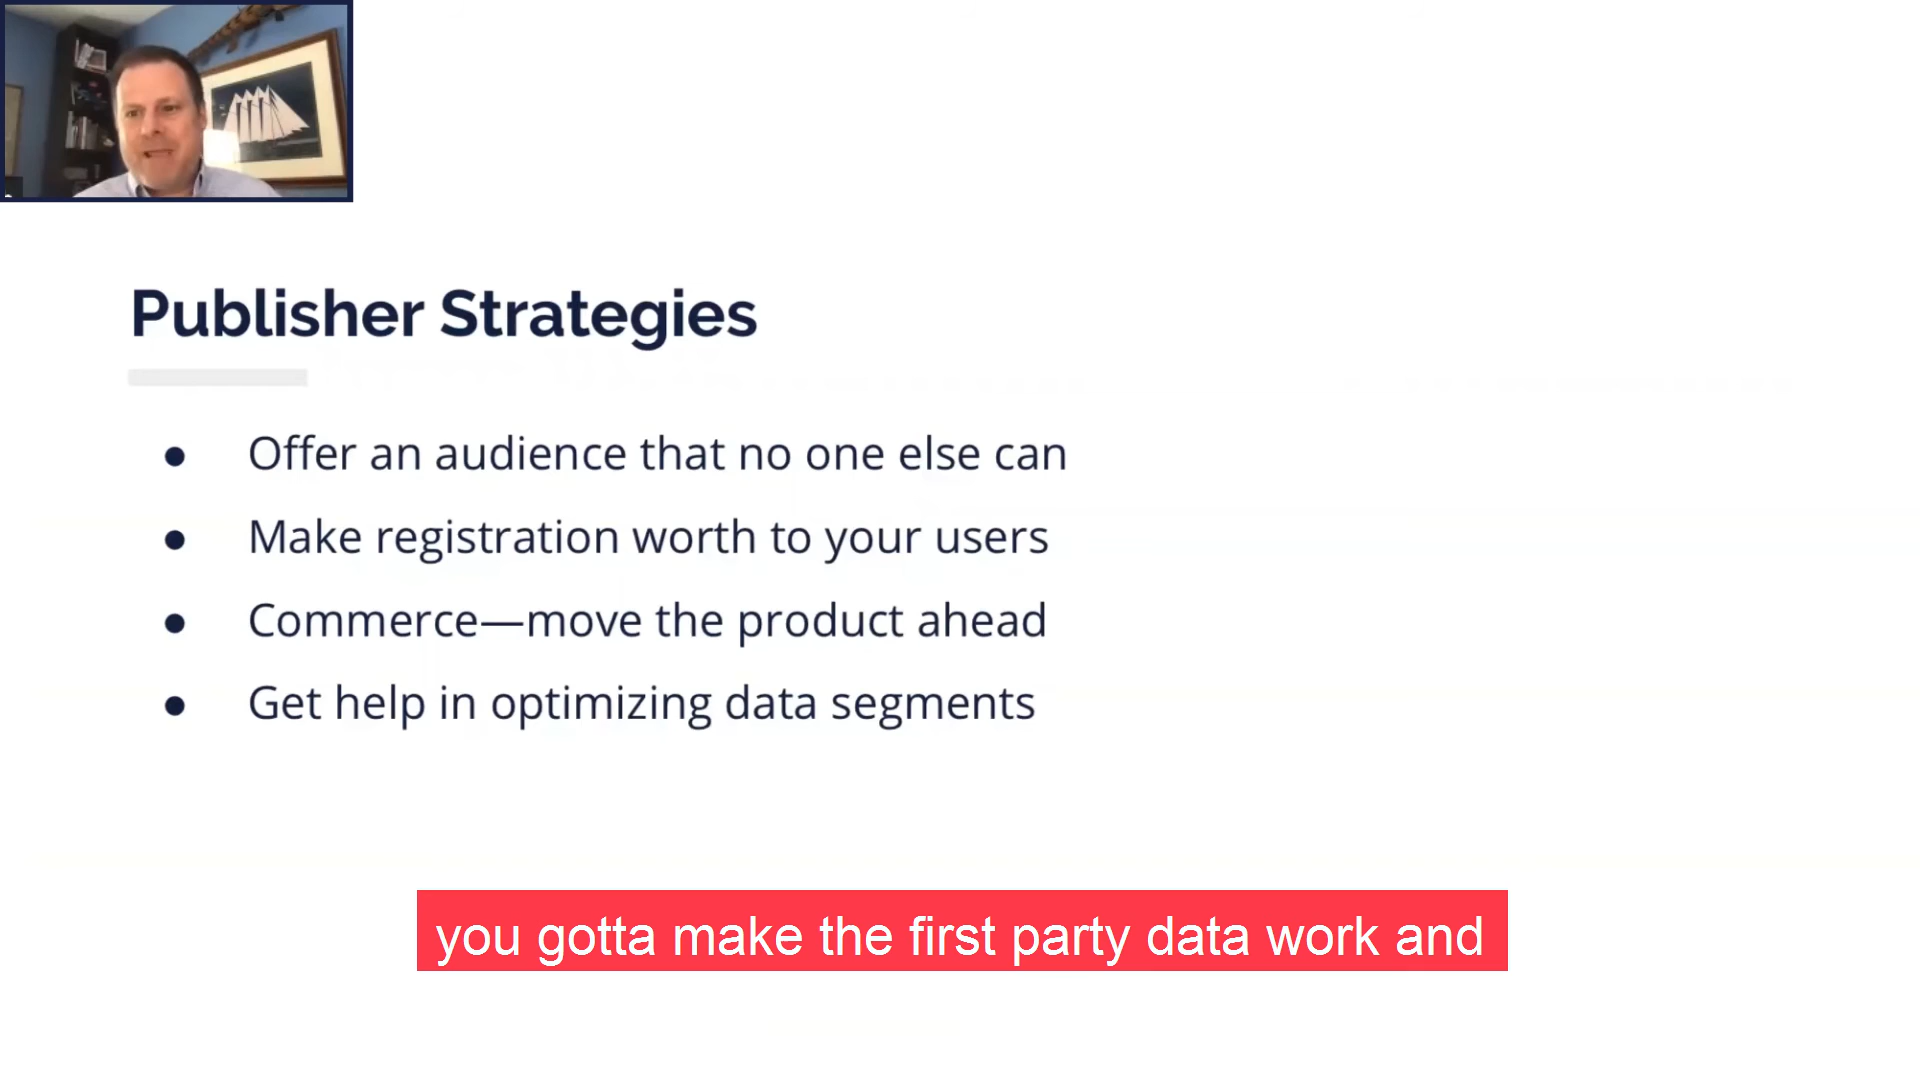 Publisher Strategies
● Offer an audience that no one else can
● Make registration worth to your users
● Commerce—move the product ahead
● Get help in optimizing data segments
you gotta make the first party data work and